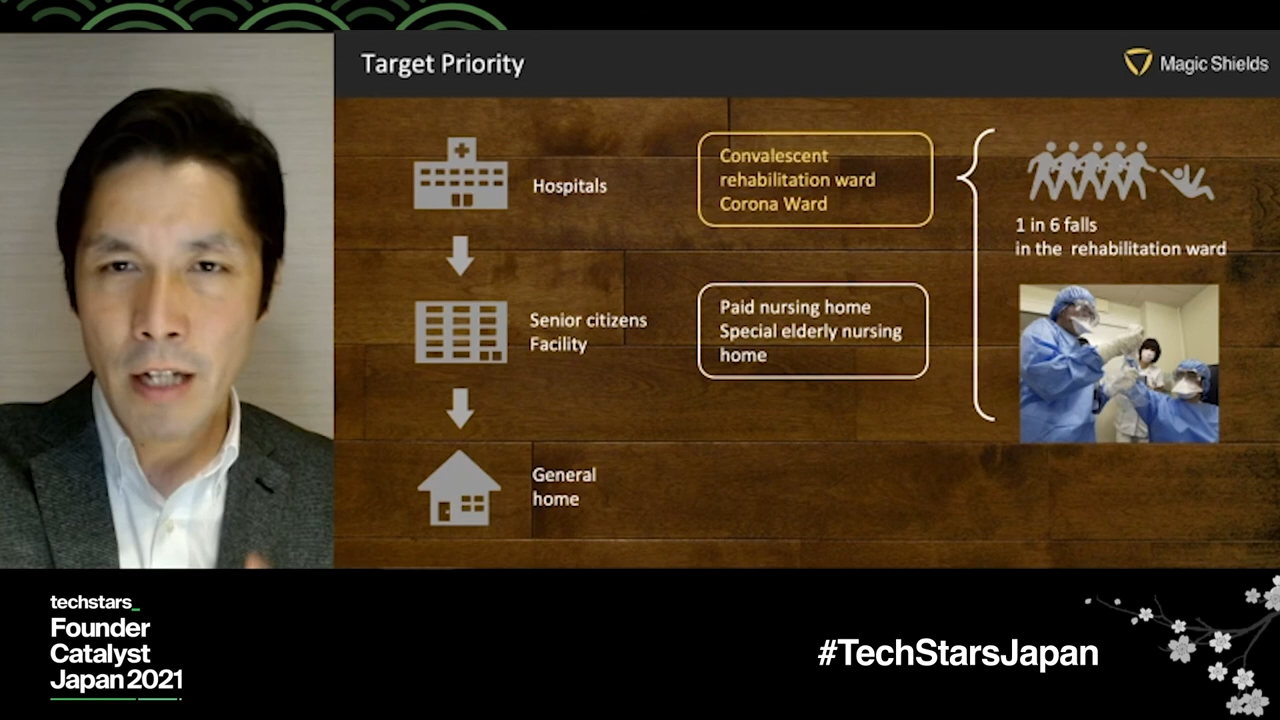 Target Priority
Magic Shields
Hospitals
Convalescent
rehabilitation ward
Corona Ward
1 in 6 falls
in the rehabilitation ward
Senior citizens
Facility
Paid nursing home
Special elderly nursing
home
General
home
techstars_
Founder
Catalyst
Japan 2021
#TechStarsJapan